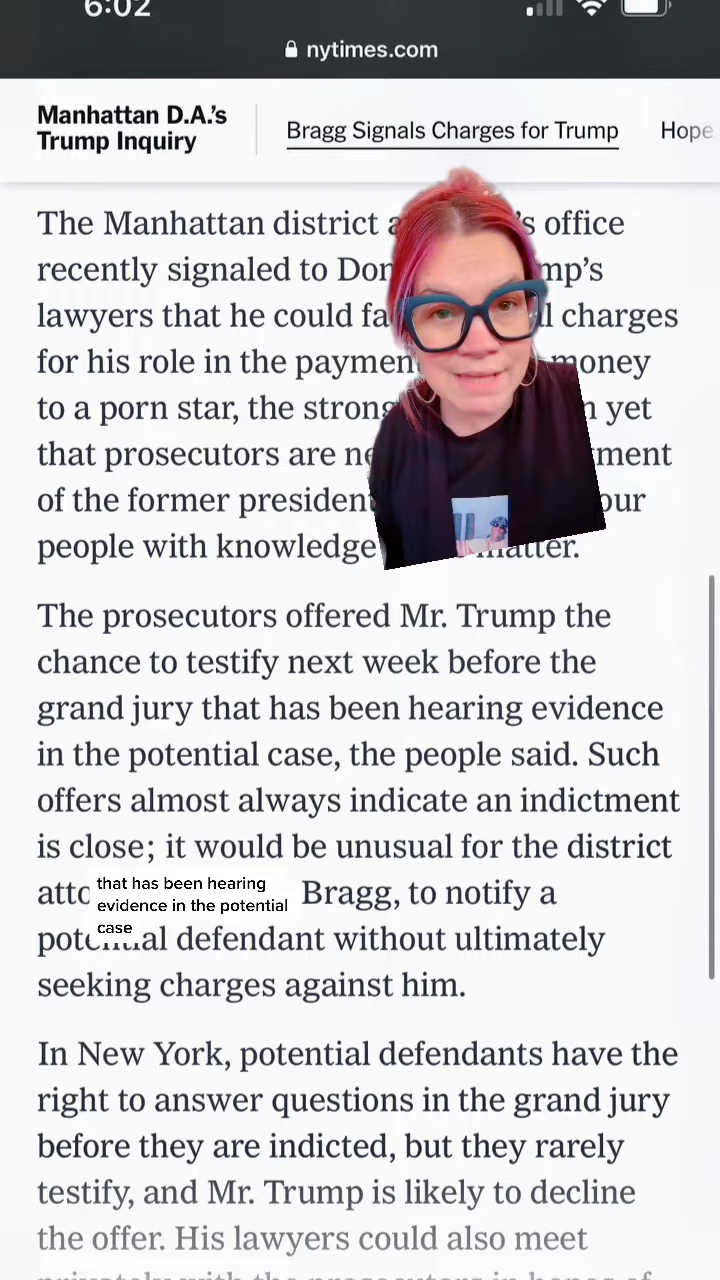 6:02
nytimes.com
Manhattan D.A.'s
Trump Inquiry
Bragg Signals Charges for Trump
Hope
The Manhattan district a 's office
recently signaled to Don mp's
lawyers that he could fa l charges
for his role in the paymen money
to a porn star, the strong n yet
that prosecutors are ne ment
of the former president our
people with knowledge matter.
The prosecutors offered Mr. Trump the
chance to testify next week before the
grand jury that has been hearing evidence
in the potential case, the people said. Such
offers almost always indicate an indictment
is close; it would be unusual for the district
atto Bragg, to notify a
potential defendant without ultimately
seeking charges against him.
that has been hearing
evidence in the potential
case
In New York, potential defendants have the
right to answer questions in the grand jury
before they are indicted, but they rarely
testify, and Mr. Trump is likely to decline
the offer. His lawyers could also meet
privately with the prosecutors in hopes of